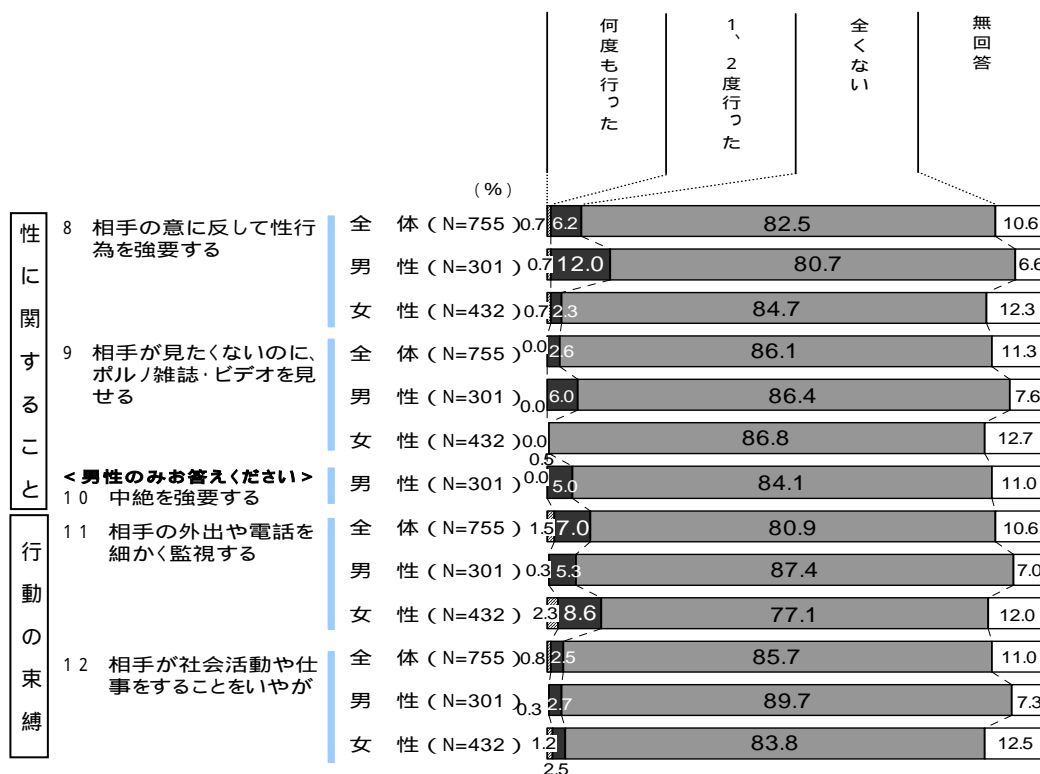 何度も行った
1、2度行った
全くない
無回答
(%)
性に関すること
8 相手の意に反して性行
為を強要する
全 体(N=755) 0.7 6.2 82.5 10.6
男 性(N=301) 0.7 12.0 80.7 6.6
女 性(N=432) 0.7 2.3 84.7 12.3
9 相手が見たくないのに、
ポルノ雑誌・ビデオを見
せる
全 体(N=755) 0.0 2.6 86.1 11.3
男 性(N=301) 0.0 6.0 86.4 7.6
女 性(N=432) 0.0 0.5 86.8 12.7
<男性のみお答えください>
10 中絶を強要する
男 性(N=301) 0.0 5.0 84.1 11.0
行動の束縛
11 相手の外出や電話を
細かく監視する
全 体(N=755) 1.5 7.0 80.9 10.6
男 性(N=301) 0.3 5.3 87.4 7.0
女 性(N=432) 2.3 8.6 77.1 12.0
12 相手が社会活動や仕
事をすることをいやが
全 体(N=755) 0.8 2.5 85.7 11.0
男 性(N=301) 0.3 2.7 89.7 7.3
女 性(N=432) 1.2 2.5 83.8 12.5